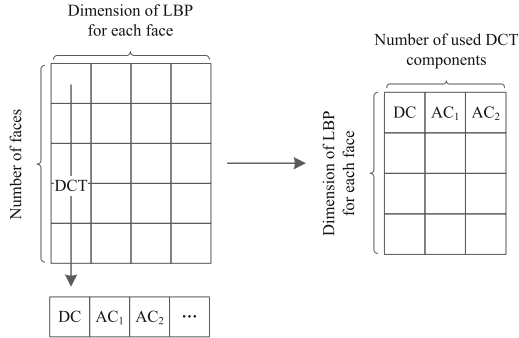 Dimension of LBP
for each face
Number of faces
DCT
DC AC₁ AC₂ ···
Number of used DCT
components
Dimension of LBP
for each face
DC AC₁ AC₂